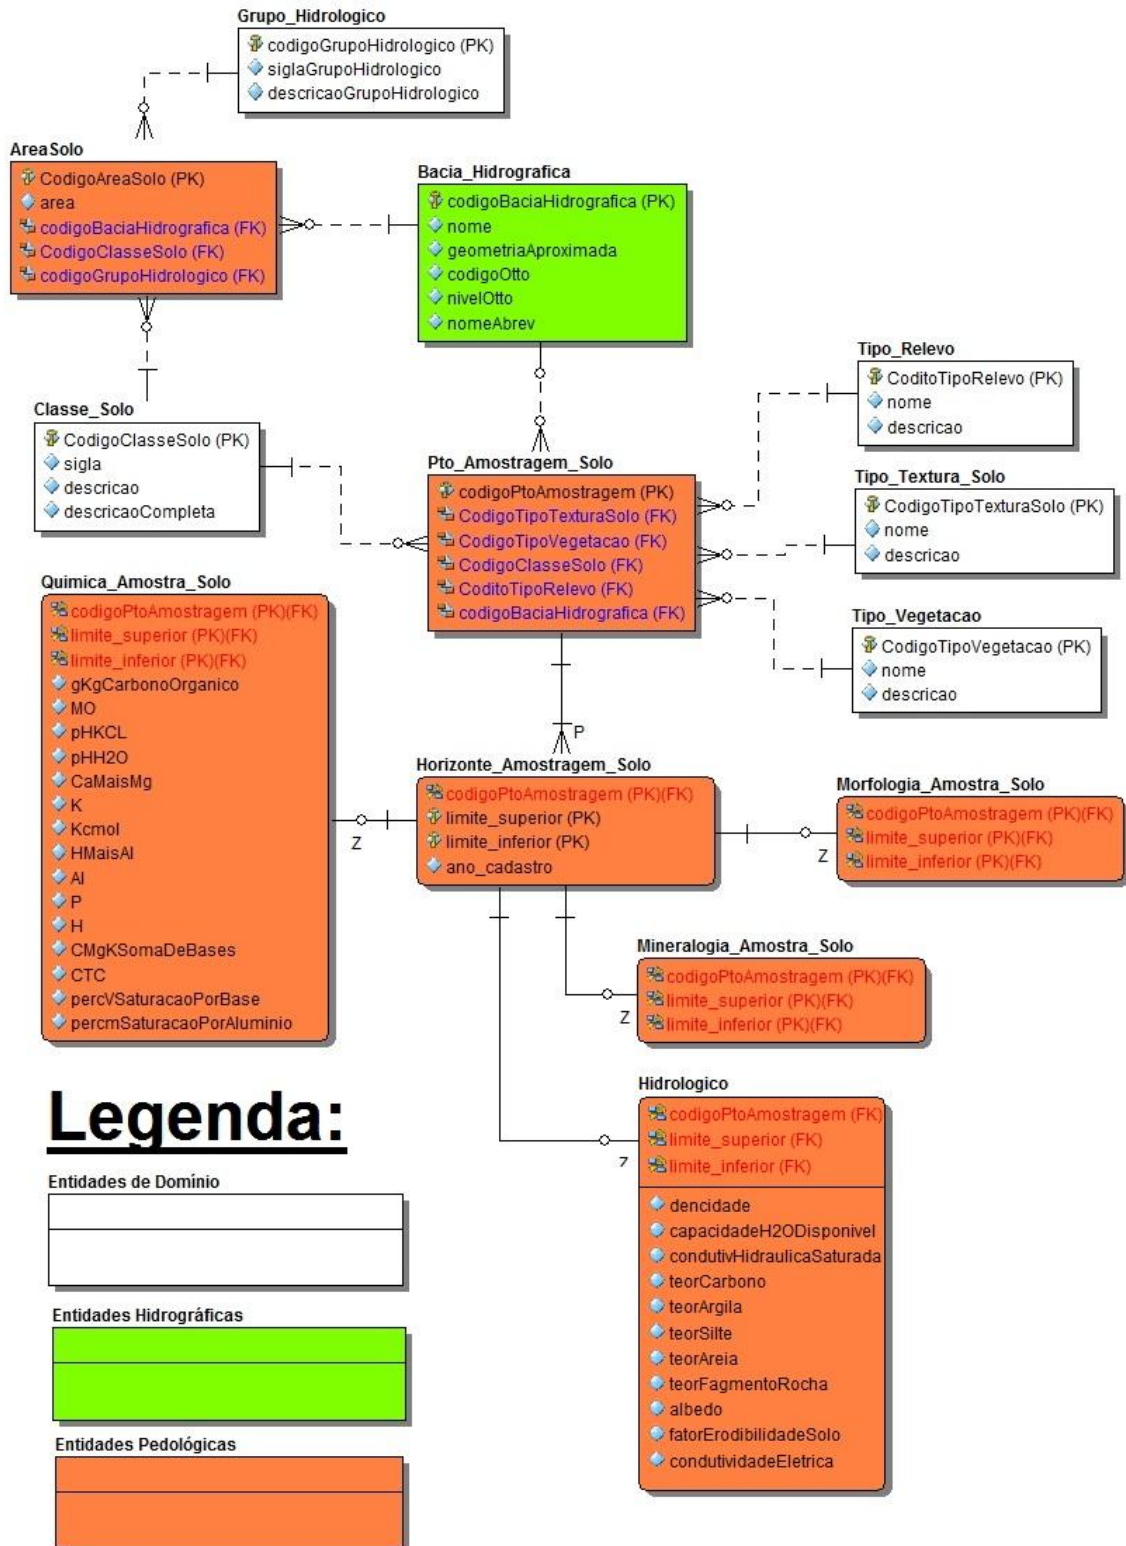 Grupo_Hidrologico
codigoGrupoHidrologico (PK)
siglaGrupoHidrologico
descricaoGrupoHidrologico
AreaSolo
CodigoAreaSolo (PK)
area
codigoBaciaHidrografica (FK)
CodigoClasseSolo (FK)
codigoGrupoHidrologico (FK)
Bacia_Hidrografica
codigoBaciaHidrografica (PK)
nome
geometriaAproximada
codigoOtto
nivelOtto
nomeAbrev
Tipo_Relevo
CoditoTipoRelevo (PK)
nome
descricao
Classe_Solo
CodigoClasseSolo (PK)
sigla
descricao
descricaoCompleta
Pto_Amostragem_Solo
codigoPtoAmostragem (PK)
CodigoTipoTexturaSolo (FK)
CodigoTipoVegetacao (FK)
CodigoClasseSolo (FK)
CoditoTipoRelevo (FK)
codigoBaciaHidrografica (FK)
Tipo_Textura_Solo
CodigoTipoTexturaSolo (PK)
nome
descricao
Tipo_Vegetacao
CodigoTipoVegetacao (PK)
nome
descricao
Quimica_Amostra_Solo
codigoPtoAmostragem (PK)(FK)
limite_superior (PK)(FK)
limite_inferior (PK)(FK)
gKgCarbonoOrganico
MO
pHKCL
pHH2O
CaMaisMg
K
Kcmol
HMaisAl
Al
P
H
CMgKSomaDeBases
CTC
percVSaturacaoPorBase
percmSaturacaoPorAluminio
P
Horizonte_Amostragem_Solo
codigoPtoAmostragem (PK)(FK)
limite_superior (PK)
limite_inferior (PK)
ano_cadastro
Z
Morfologia_Amostra_Solo
codigoPtoAmostragem (PK)(FK)
limite_superior (PK)(FK)
limite_inferior (PK)(FK)
Z
Mineralogia_Amostra_Solo
codigoPtoAmostragem (PK)(FK)
limite_superior (PK)(FK)
limite_inferior (PK)(FK)
Z
Hidrologico
codigoPtoAmostragem (FK)
limite_superior (FK)
limite_inferior (FK)
dencidade
capacidadeH2ODisponivel
condutivHidraulicaSaturada
teorCarbono
teorArgila
teorSilte
teorAreia
teorFagmentoRocha
albedo
fatorErodibilidadeSolo
condutividadeEletrica
Z
Legenda:
Entidades de Domínio
Entidades Hidrográficas
Entidades Pedológicas